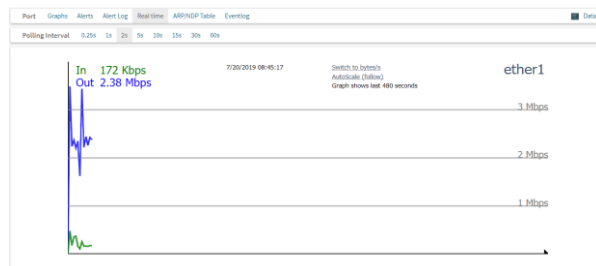 Port Graphs Alerts Alert Log Real time ARP/NDP Table Eventlog Data
Polling Interval 0.25s 1s 2s 5s 10s 15s 30s 60s
In 172 Kbps
Out 2.38 Mbps
7/20/2019 08:45:17
Switch to bytes/s
AutoScale (follow)
Graph shows last 480 seconds
ether1
3 Mbps
2 Mbps
1 Mbps